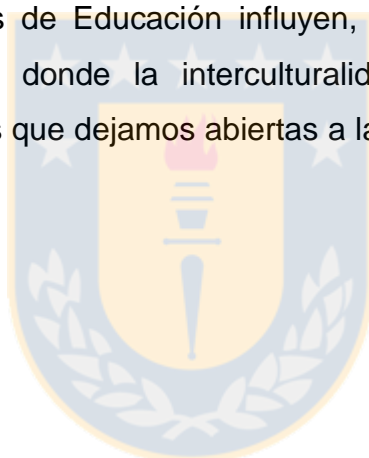 s de Educación influyen,
donde la interculturalid
s que dejamos abiertas a la